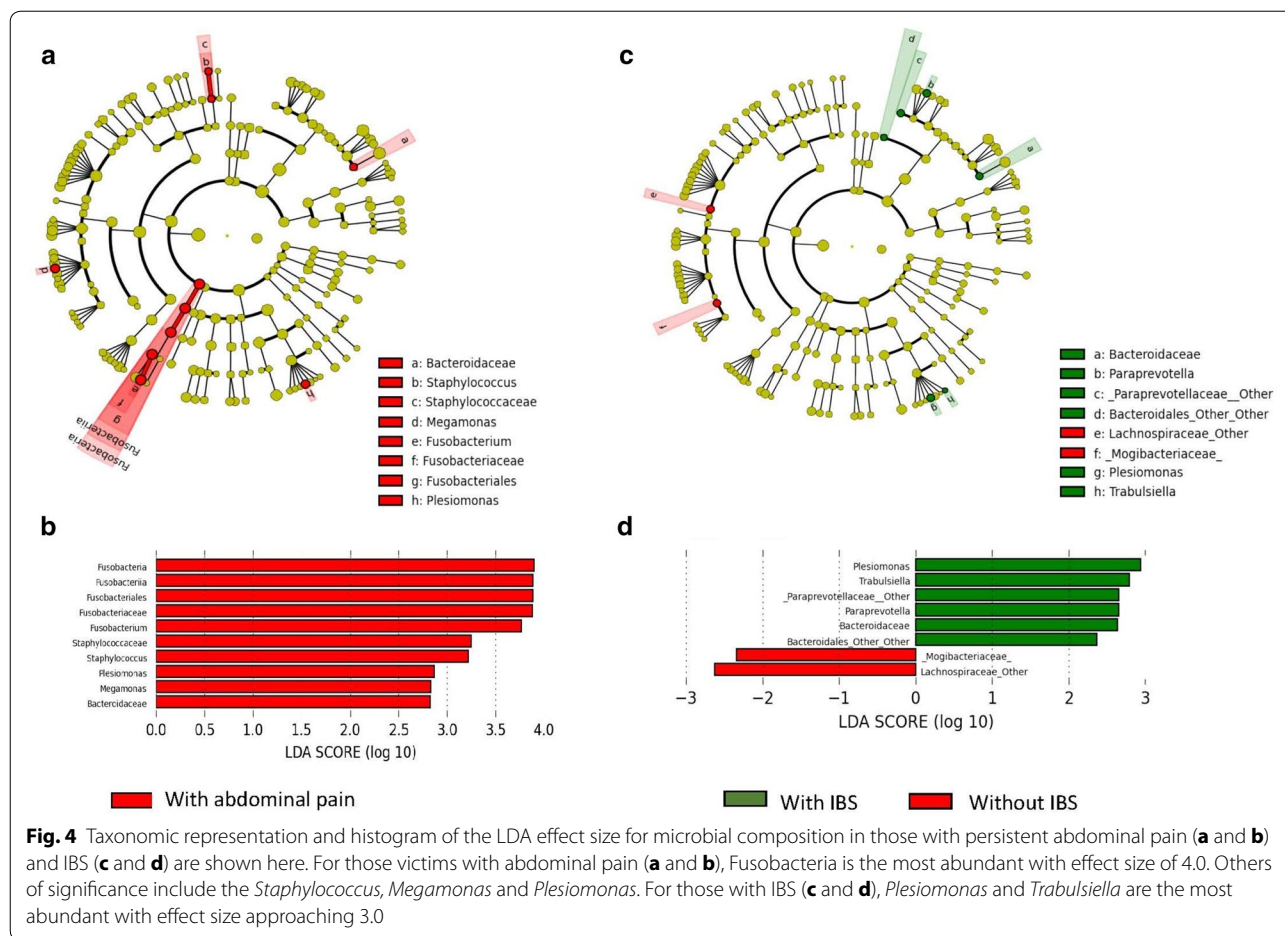 a
c
b
a
d
e
f
g
Fusobacteria
Fusobacteria
h
a: Bacteroidaceae
b: Staphylococcus
c: Staphylococcaceae
d: Megamonas
e: Fusobacterium
f: Fusobacteriaceae
g: Fusobacteriales
h: Plesiomonas
c
d
c
b
a
e
f
g
h
a: Bacteroidaceae
b: Paraprevotella
c: _Paraprevotellaceae__Other
d: Bacteroidales_Other_Other
e: Lachnospiraceae_Other
f: _Mogibacteriaceae_
g: Plesiomonas
h: Trabulsiella
b
Fusobacteria
Fusobacteriia
Fusobacteriales
Fusobacteriaceae
Fusobacterium
Staphylococcaceae
Staphylococcus
Plesiomonas
Megamonas
Bacteroidaceae
0.0 0.5 1.0 1.5 2.0 2.5 3.0 3.5 4.0
LDA SCORE (log 10)
With abdominal pain
d
Plesiomonas
Trabulsiella
_Paraprevotellaceae__Other
Paraprevotella
Bacteroidaceae
Bacteroidales_Other_Other
_Mogibacteriaceae_
Lachnospiraceae_Other
−3 −2 −1 0 1 2 3
LDA SCORE (log 10)
With IBS Without IBS
Fig. 4 Taxonomic representation and histogram of the LDA effect size for microbial composition in those with persistent abdominal pain (a and b)
and IBS (c and d) are shown here. For those victims with abdominal pain (a and b), Fusobacteria is the most abundant with effect size of 4.0. Others
of significance include the Staphylococcus, Megamonas and Plesiomonas. For those with IBS (c and d), Plesiomonas and Trabulsiella are the most
abundant with effect size approaching 3.0